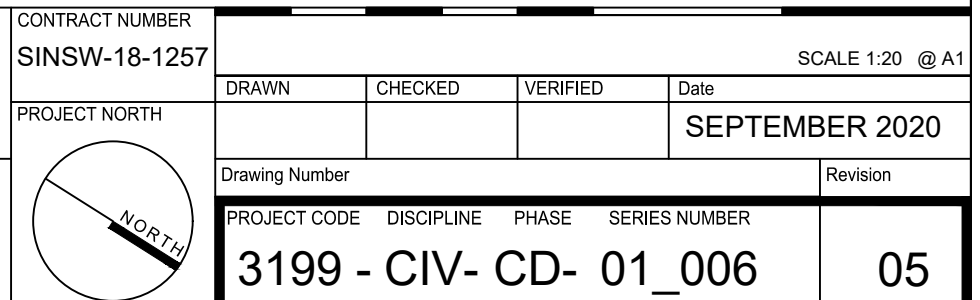 CONTRACT NUMBER
SINSW-18-1257
SCALE 1:20 @ A1
DRAWN CHECKED VERIFIED Date
SEPTEMBER 2020
PROJECT NORTH
NORTH
Drawing Number Revision
PROJECT CODE DISCIPLINE PHASE SERIES NUMBER
3199 - CIV- CD- 01_006 05